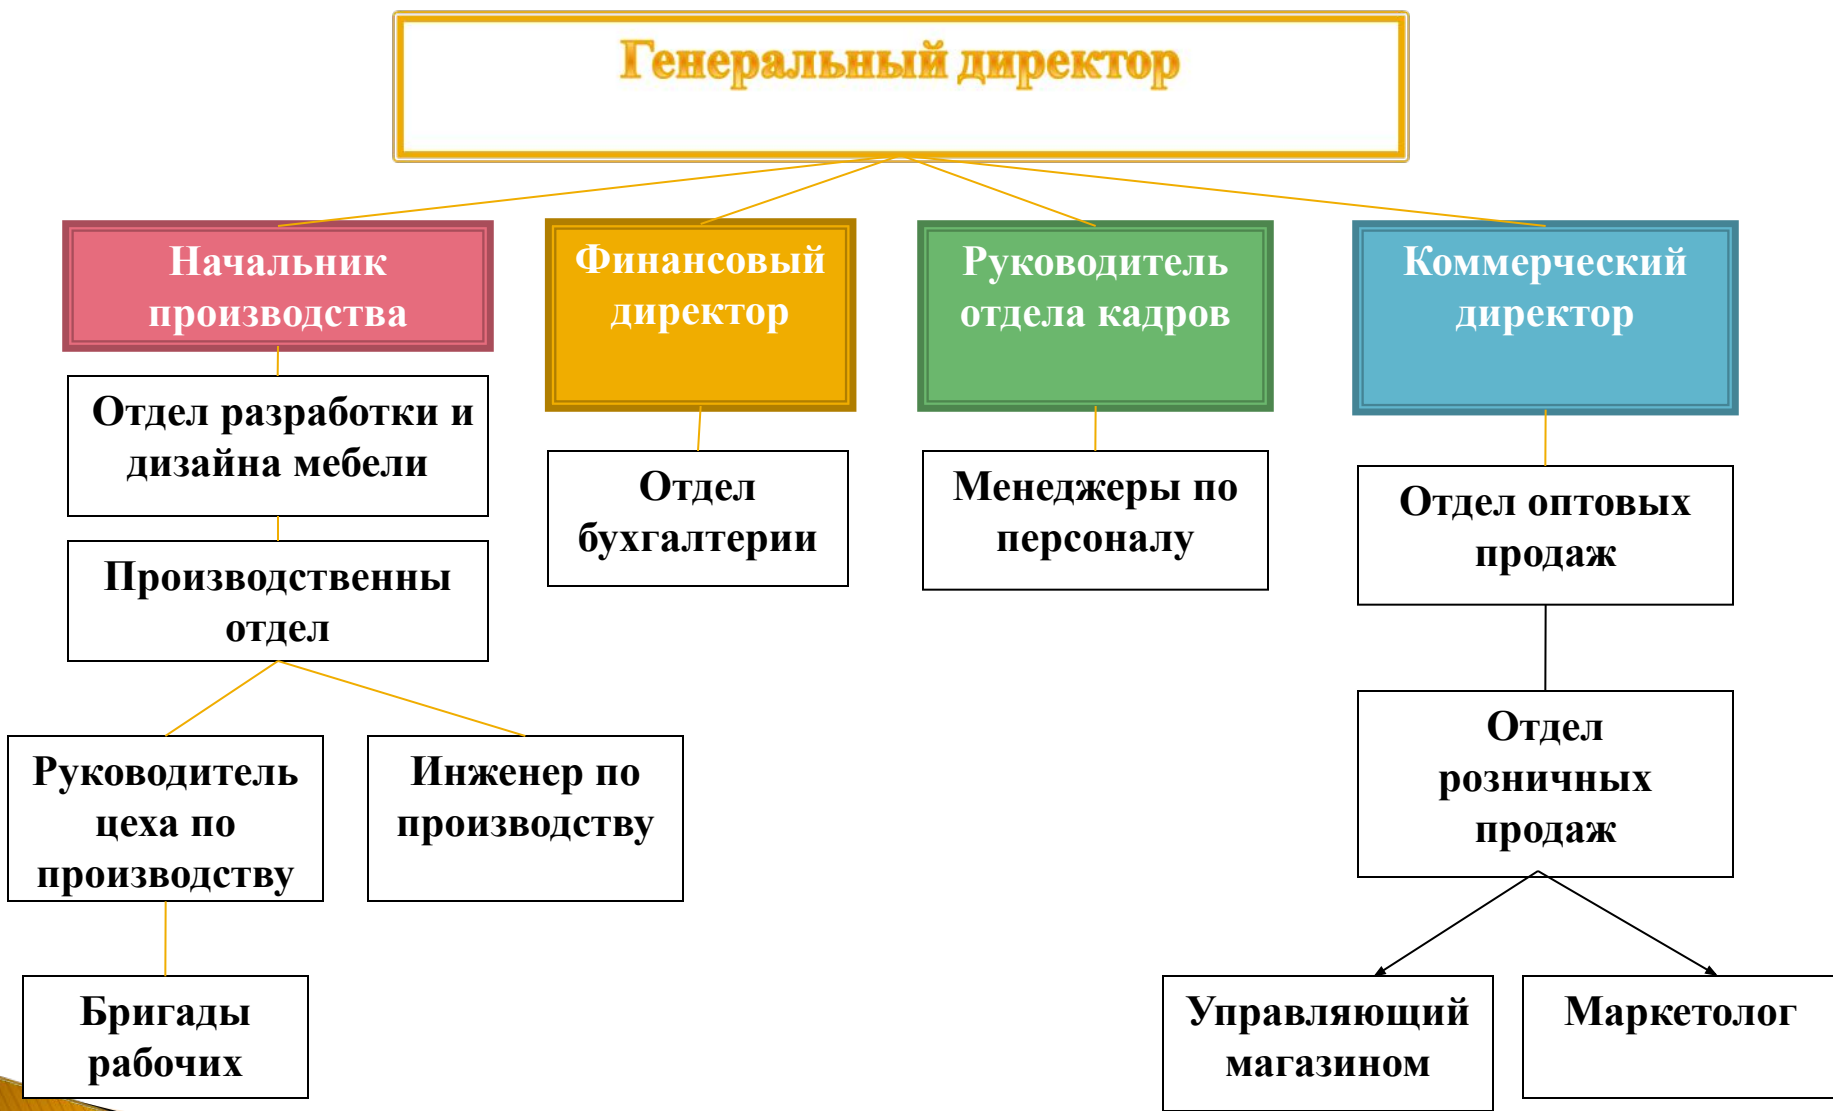 Генеральный директор
Начальник
производства
Финансовый
директор
Руководитель
отдела кадров
Коммерческий
директор
Отдел разработки и
дизайна мебели
Отдел
бухгалтерии
Менеджеры по
персоналу
Отдел оптовых
продаж
Производственны
отдел
Руководитель
цеха по
производству
Инженер по
производству
Отдел
розничных
продаж
Бригады
рабочих
Управляющий
магазином
Маркетолог